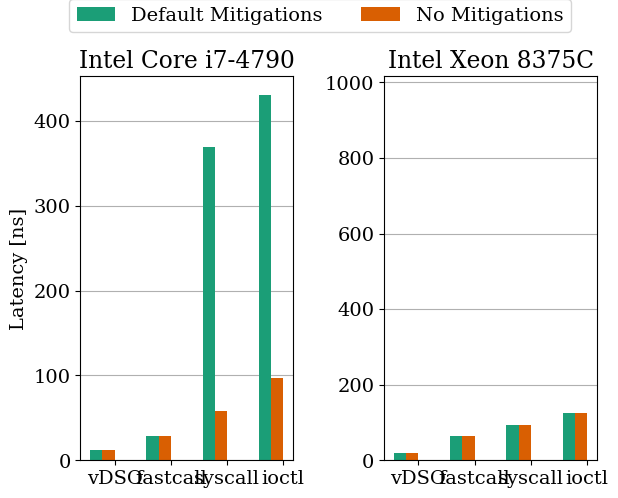 Default Mitigations No Mitigations
Intel Core i7-4790 Intel Xeon 8375C
Latency [ns]
400
300
200
100
0
vDSO fastcall syscall ioctl
1000
800
600
400
200
0
vDSO fastcall syscall ioctl